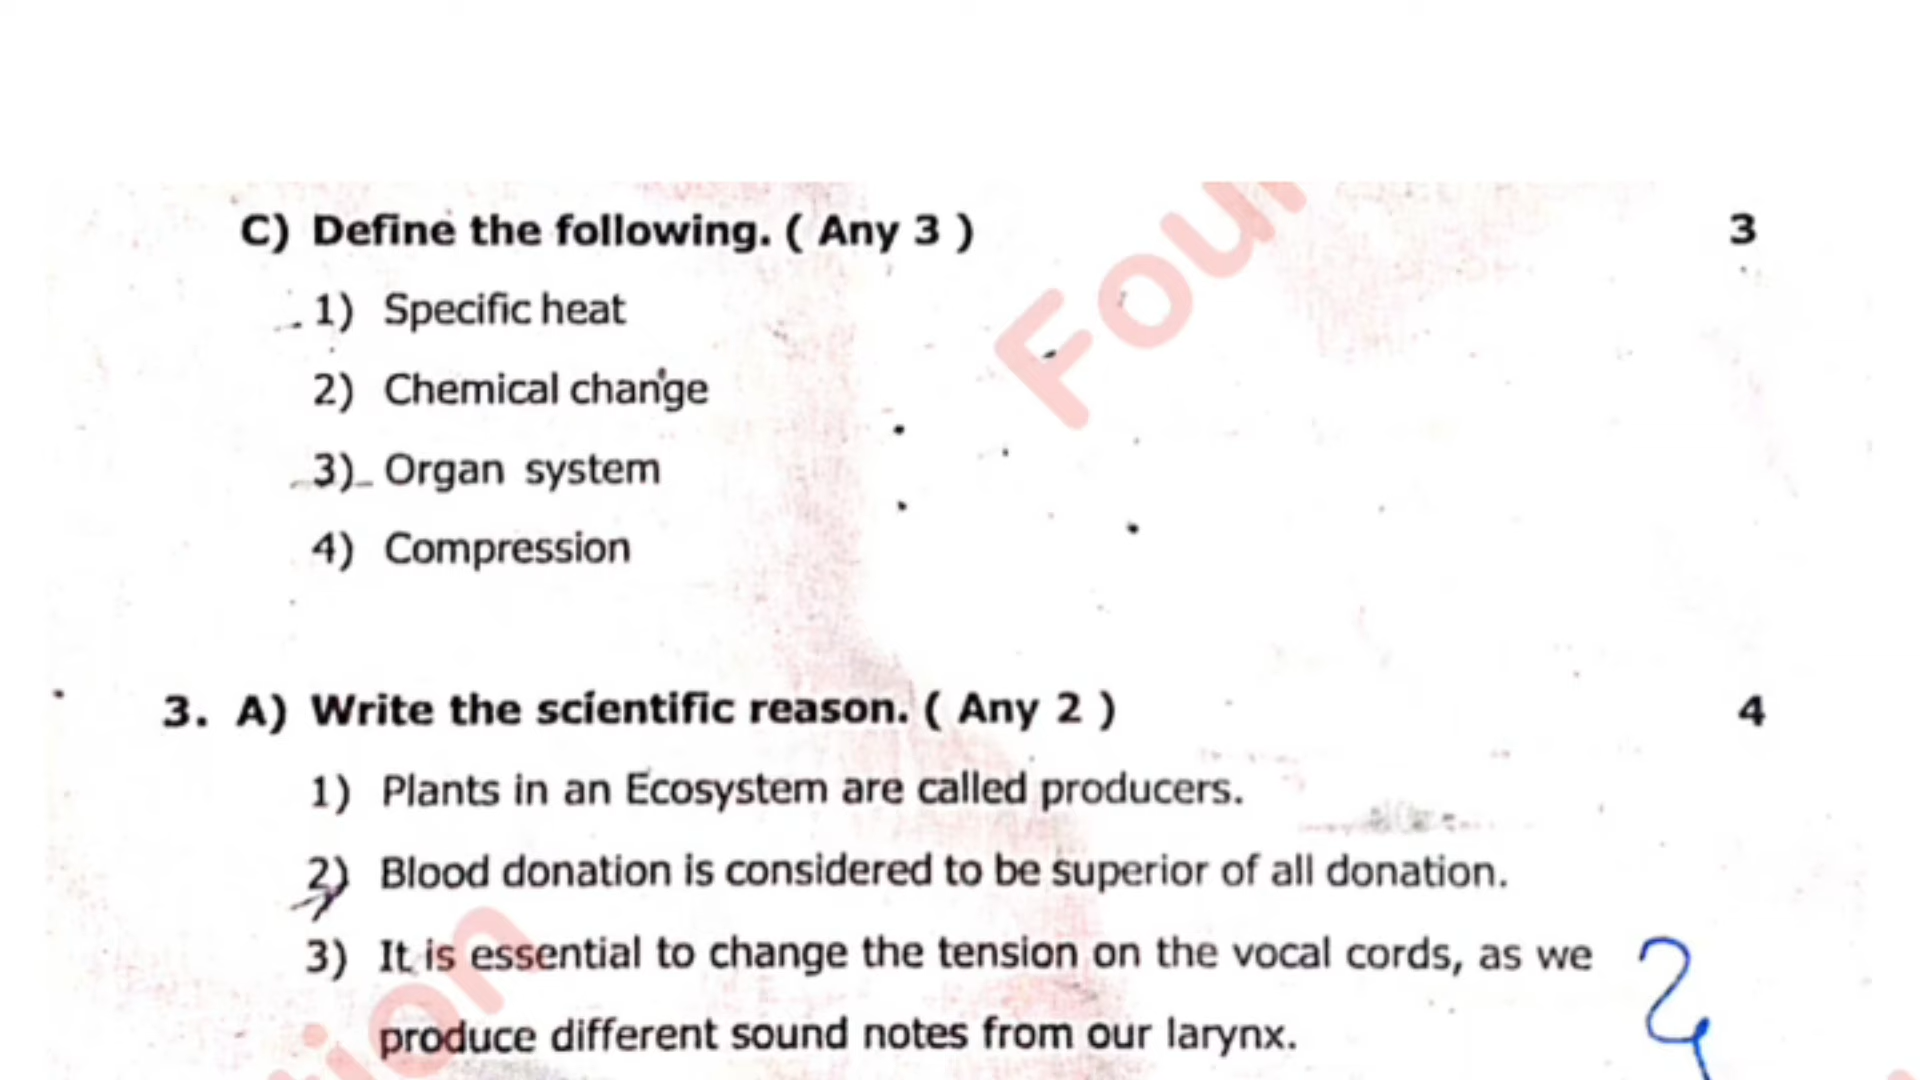 Four
C) Define the following. ( Any 3 ) 3
1) Specific heat
2) Chemical change
3) Organ system
4) Compression
3. A) Write the scientific reason. ( Any 2 ) 4
1) Plants in an Ecosystem are called producers.
2) Blood donation is considered to be superior of all donation.
3) It is essential to change the tension on the vocal cords, as we
produce different sound notes from our larynx.
tion